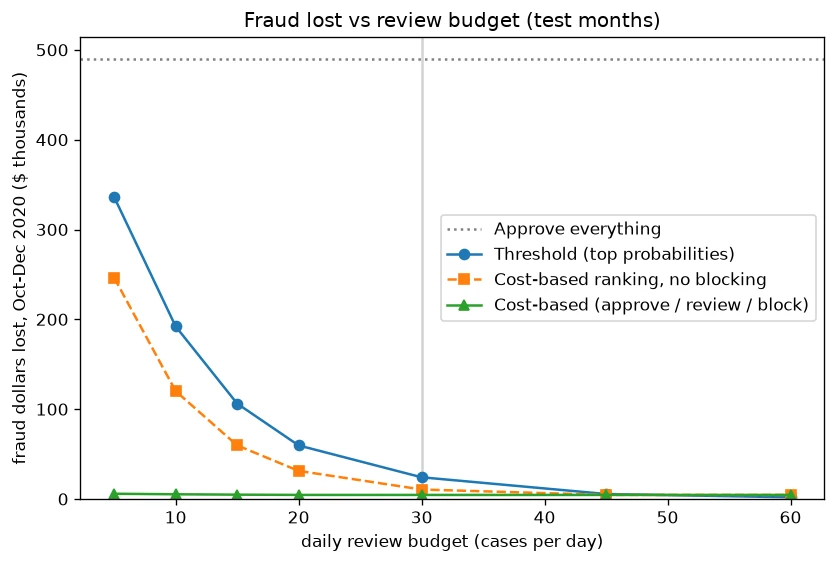 Fraud lost vs review budget (test months)
fraud dollars lost, Oct-Dec 2020 ($ thousands)
500
400
300
200
100
0
Approve everything
Threshold (top probabilities)
Cost-based ranking, no blocking
Cost-based (approve / review / block)
10 20 30 40 50 60
daily review budget (cases per day)